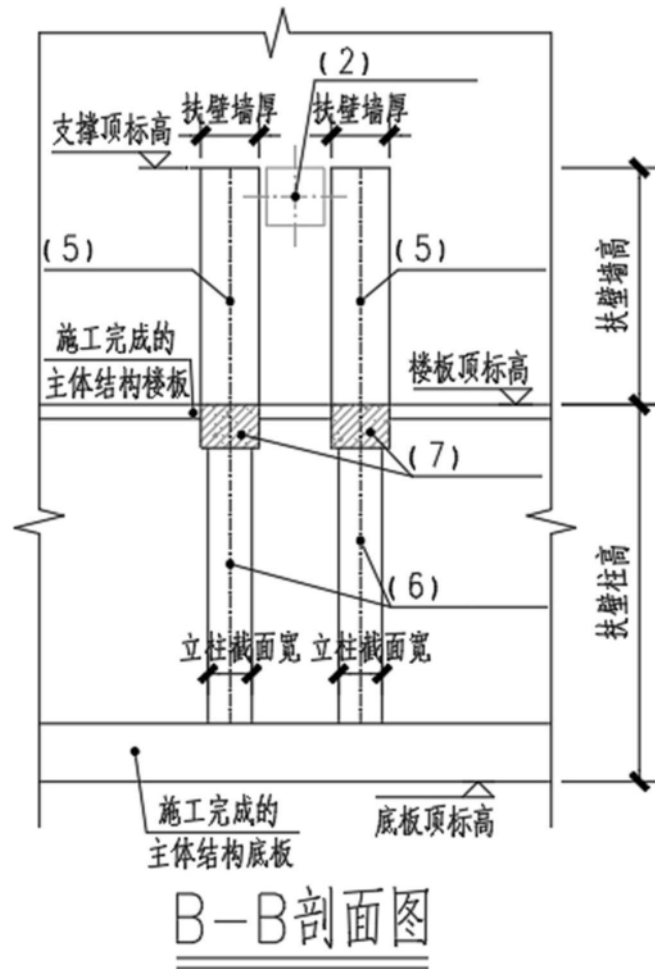 (2)
扶壁墙厚 扶壁墙厚
支撑顶标高
(5) (5)
扶壁墙高
施工完成的
主体结构楼板
楼板顶标高
(7)
(6)
扶壁柱高
立柱截面宽 立柱截面宽
施工完成的
主体结构底板
底板顶标高
B-B剖面图